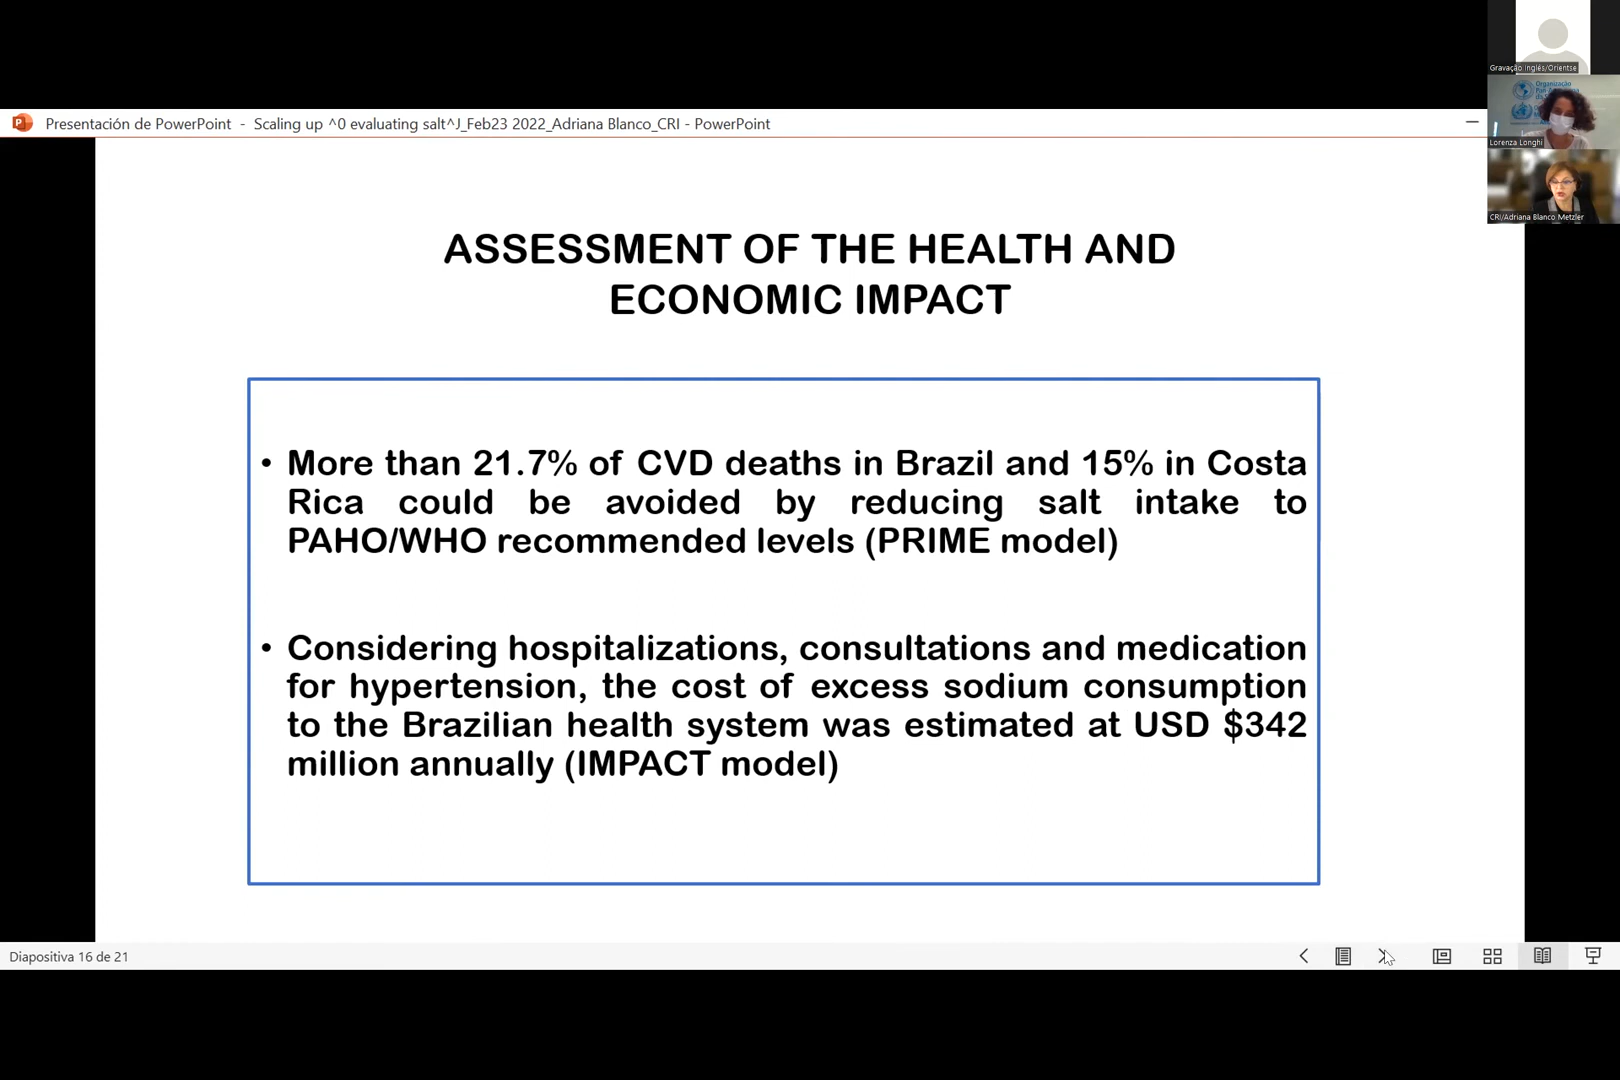 Gravação Inglés/Orientse
Organização
Lorenza Longhi
CRI/Adriana Blanco Metzler
Presentación de PowerPoint - Scaling up ^0 evaluating salt^J_Feb23 2022_Adriana Blanco_CRI - PowerPoint
ASSESSMENT OF THE HEALTH AND
ECONOMIC IMPACT
• More than 21.7% of CVD deaths in Brazil and 15% in Costa
Rica could be avoided by reducing salt intake to
PAHO/WHO recommended levels (PRIME model)
• Considering hospitalizations, consultations and medication
for hypertension, the cost of excess sodium consumption
to the Brazilian health system was estimated at USD $342
million annually (IMPACT model)
Diapositiva 16 de 21